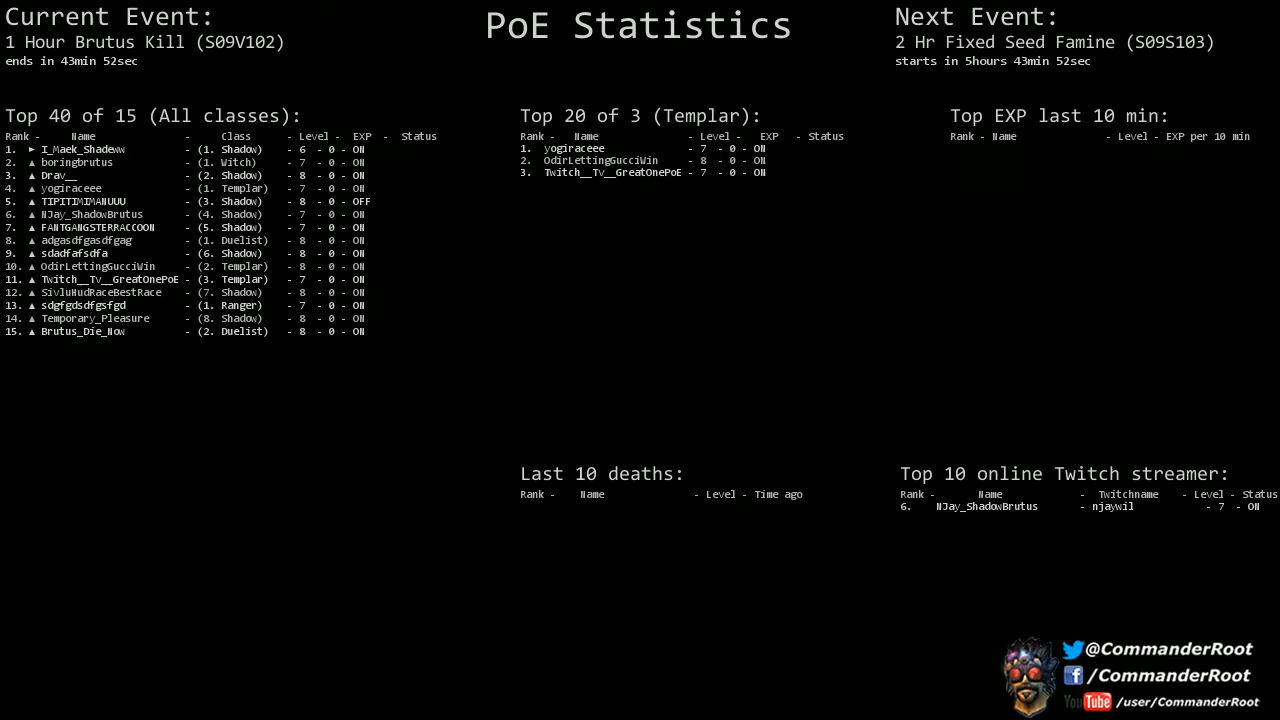 Current Event:
1 Hour Brutus Kill (S09V102)
ends in 43min 52sec
PoE Statistics
Next Event:
2 Hr Fixed Seed Famine (S09S103)
starts in 5hours 43min 52sec
Top 40 of 15 (All classes):
Rank - Name - Class - Level - EXP - Status
1. ► I_Maek_Shadeww - (1. Shadow) - 6 - 0 - ON
2. ▲ boringbrutus - (1. Witch) - 7 - 0 - ON
3. ▲ Drav__ - (2. Shadow) - 8 - 0 - ON
4. ▲ yogiraceee - (1. Templar) - 7 - 0 - ON
5. ▲ TIPITIMIMANUUU - (3. Shadow) - 8 - 0 - OFF
6. ▲ NJay_ShadowBrutus - (4. Shadow) - 7 - 0 - ON
7. ▲ FANTGANGSTERRACCOON - (5. Shadow) - 7 - 0 - ON
8. ▲ adgasdfgasdfgag - (1. Duelist) - 8 - 0 - ON
9. ▲ sdadfafsdfa - (6. Shadow) - 8 - 0 - ON
10. ▲ OdirLettingGucciWin - (2. Templar) - 8 - 0 - ON
11. ▲ Twitch__Tv__GreatOnePoE - (3. Templar) - 7 - 0 - ON
12. ▲ SivluHudRaceBestRace - (7. Shadow) - 8 - 0 - ON
13. ▲ sdgfgdsdfgsfgd - (1. Ranger) - 7 - 0 - ON
14. ▲ Temporary_Pleasure - (8. Shadow) - 8 - 0 - ON
15. ▲ Brutus_Die_Now - (2. Duelist) - 8 - 0 - ON
Top 20 of 3 (Templar):
Rank - Name - Level - EXP - Status
1. yogiraceee - 7 - 0 - ON
2. OdirLettingGucciWin - 8 - 0 - ON
3. Twitch__Tv__GreatOnePoE - 7 - 0 - ON
Top EXP last 10 min:
Rank - Name - Level - EXP per 10 min
Last 10 deaths:
Rank - Name - Level - Time ago
Top 10 online Twitch streamer:
Rank - Name - Twitchname - Level - Status
6. NJay_ShadowBrutus - njaywil - 7 - ON
@CommanderRoot
/CommanderRoot
YouTube /user/CommanderRoot